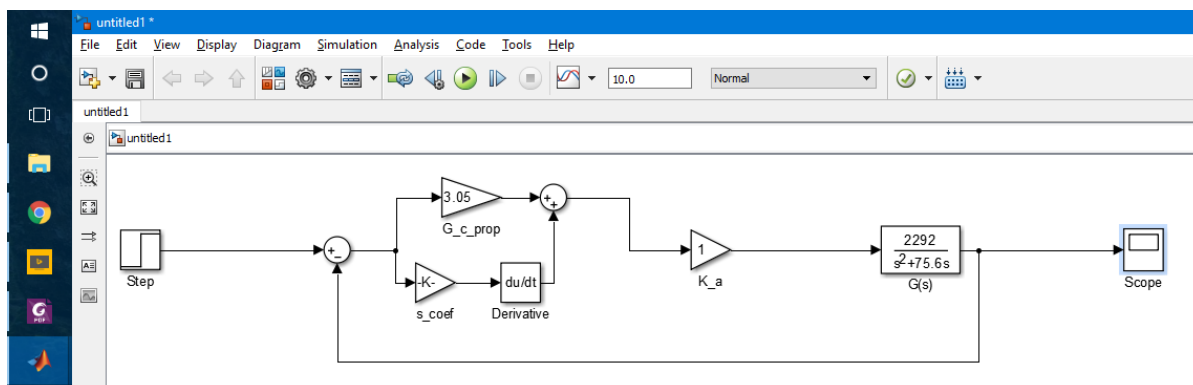 untitled1 *
File Edit View Display Diagram Simulation Analysis Code Tools Help
10.0 Normal
untitled1
untitled1
3.05
G_c_prop
Step
-K-
s_coef
du/dt
Derivative
1
K_a
2292
s²+75.6s
G(s)
Scope